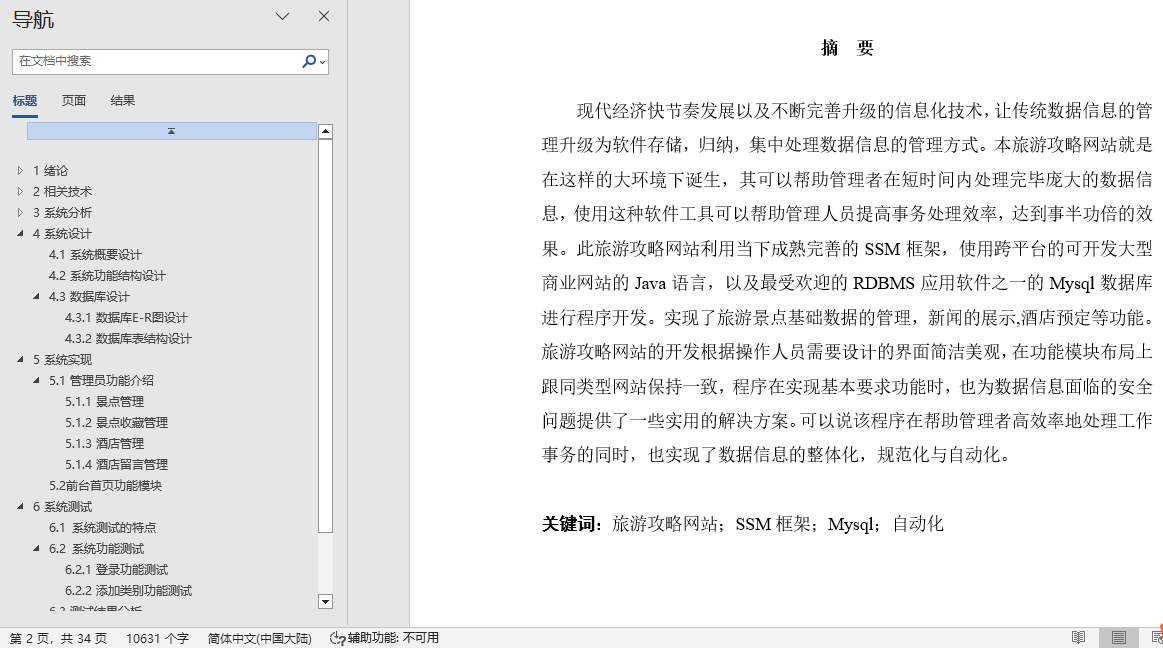 导航
在文档中搜索
标题 页面 结果
1 绪论
2 相关技术
3 系统分析
4 系统设计
4.1 系统概要设计
4.2 系统功能结构设计
4.3 数据库设计
4.3.1 数据库E-R图设计
4.3.2 数据库表结构设计
5 系统实现
5.1 管理员功能介绍
5.1.1 景点管理
5.1.2 景点收藏管理
5.1.3 酒店管理
5.1.4 酒店留言管理
5.2前台首页功能模块
6 系统测试
6.1 系统测试的特点
6.2 系统功能测试
6.2.1 登录功能测试
6.2.2 添加类别功能测试
6.3 测试结果分析
摘 要
现代经济快节奏发展以及不断完善升级的信息化技术，让传统数据信息的管
理升级为软件存储，归纳，集中处理数据信息的管理方式。本旅游攻略网站就是
在这样的大环境下诞生，其可以帮助管理者在短时间内处理完毕庞大的数据信
息，使用这种软件工具可以帮助管理人员提高事务处理效率，达到事半功倍的效
果。此旅游攻略网站利用当下成熟完善的 SSM 框架，使用跨平台的可开发大型
商业网站的 Java 语言，以及最受欢迎的 RDBMS 应用软件之一的 Mysql 数据库
进行程序开发。实现了旅游景点基础数据的管理，新闻的展示,酒店预定等功能。
旅游攻略网站的开发根据操作人员需要设计的界面简洁美观，在功能模块布局上
跟同类型网站保持一致，程序在实现基本要求功能时，也为数据信息面临的安全
问题提供了一些实用的解决方案。可以说该程序在帮助管理者高效率地处理工作
事务的同时，也实现了数据信息的整体化，规范化与自动化。
关键词：旅游攻略网站；SSM 框架；Mysql；自动化
第 2 页，共 34 页 10631 个字 简体中文(中国大陆) 辅助功能: 不可用